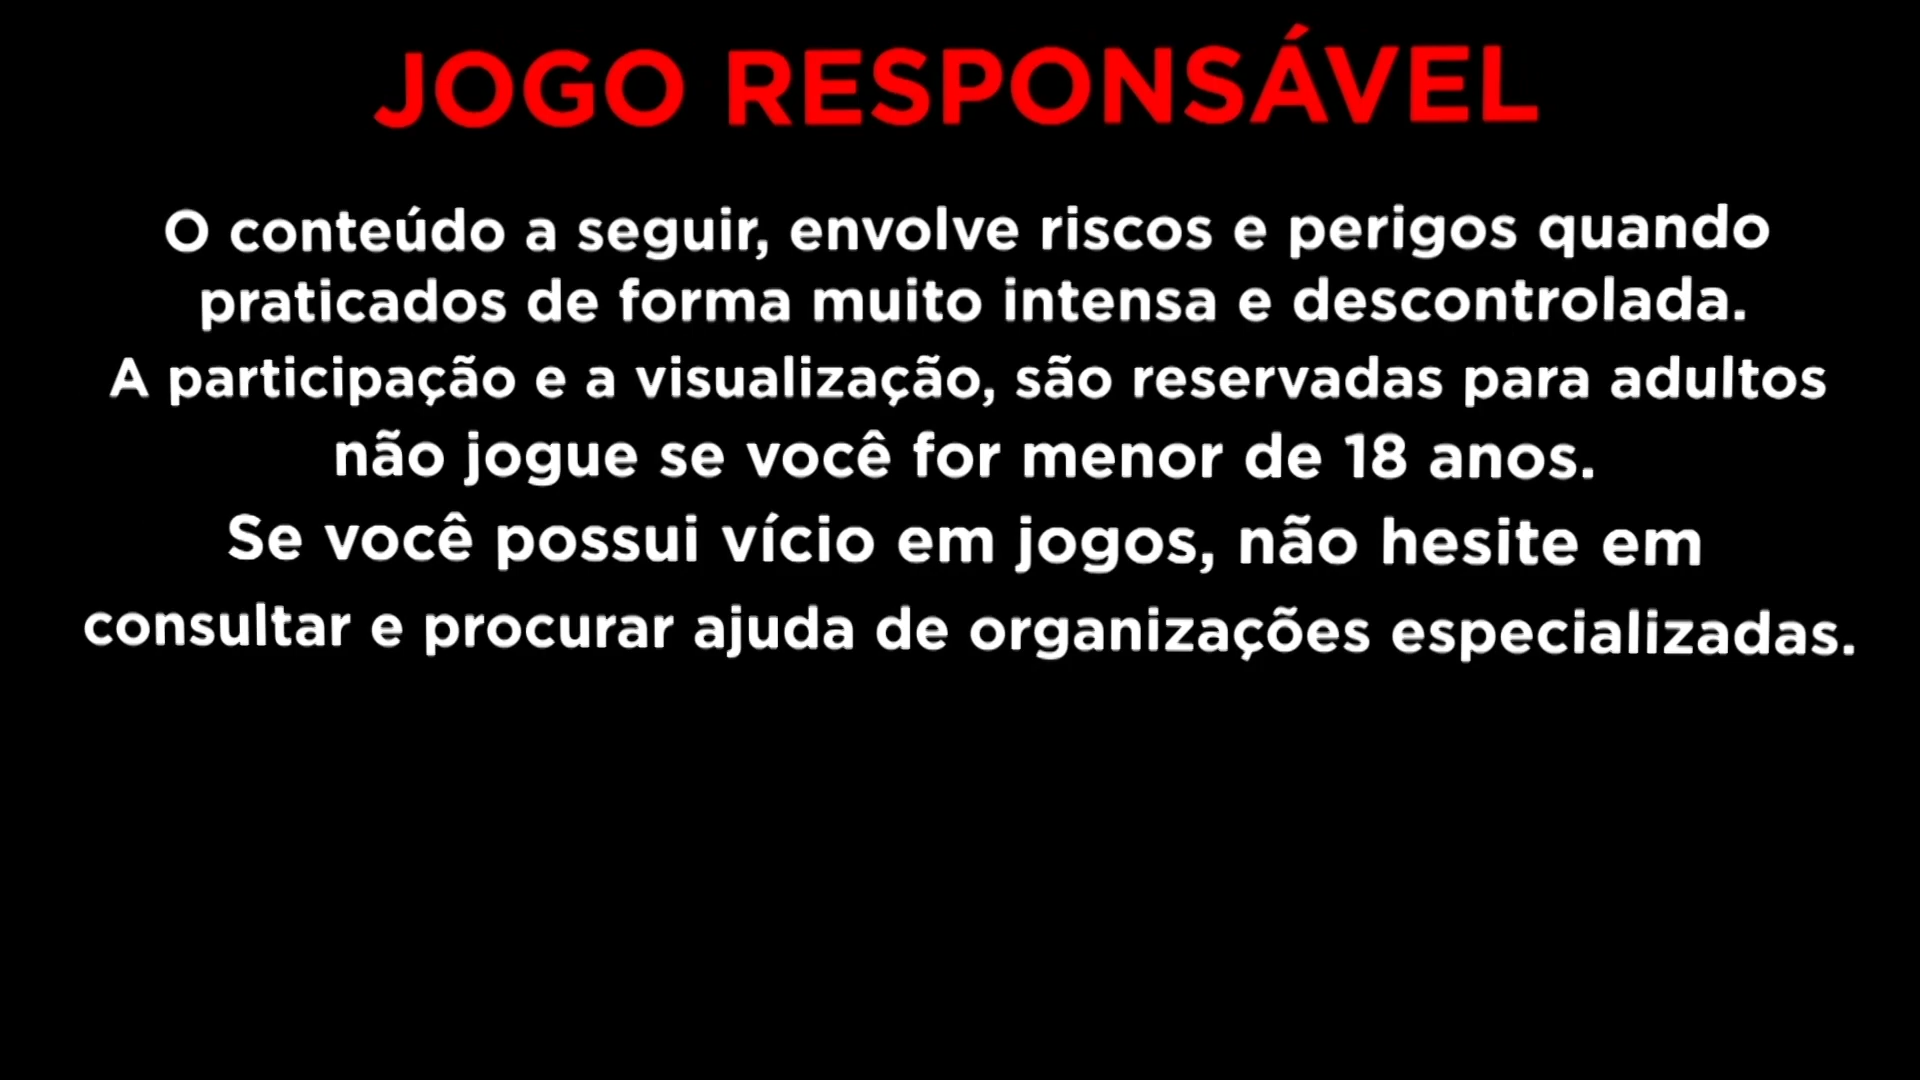 JOGO RESPONSÁVEL
O conteúdo a seguir, envolve riscos e perigos quando
praticados de forma muito intensa e descontrolada.
A participação e a visualização, são reservadas para adultos
não jogue se você for menor de 18 anos.
Se você possui vício em jogos, não hesite em
consultar e procurar ajuda de organizações especializadas.